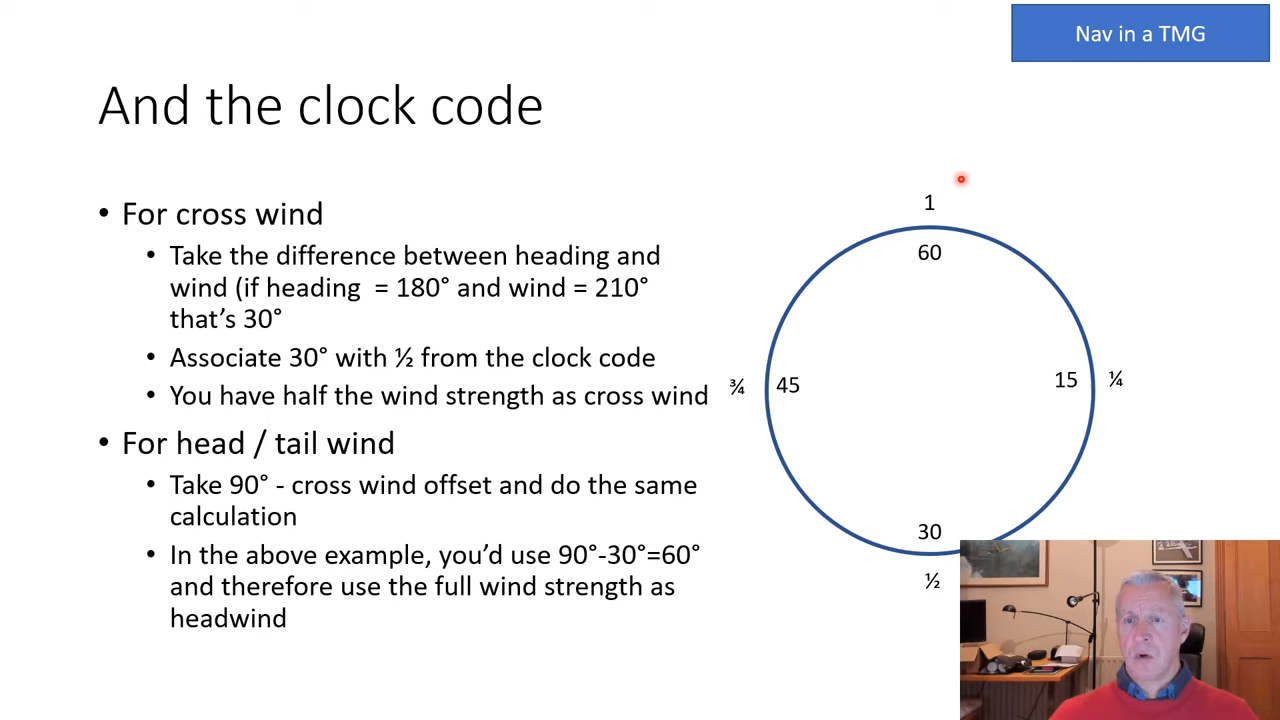 Nav in a TMG
And the clock code
• For cross wind
• Take the difference between heading and
wind (if heading  = 180° and wind = 210°
that’s 30°
• Associate 30° with ½ from the clock code
• You have half the wind strength as cross wind
• For head / tail wind
• Take 90° - cross wind offset and do the same
calculation
• In the above example, you’d use 90°-30°=60°
and therefore use the full wind strength as
headwind
1
60
¾ 45 15 ¼
30
½